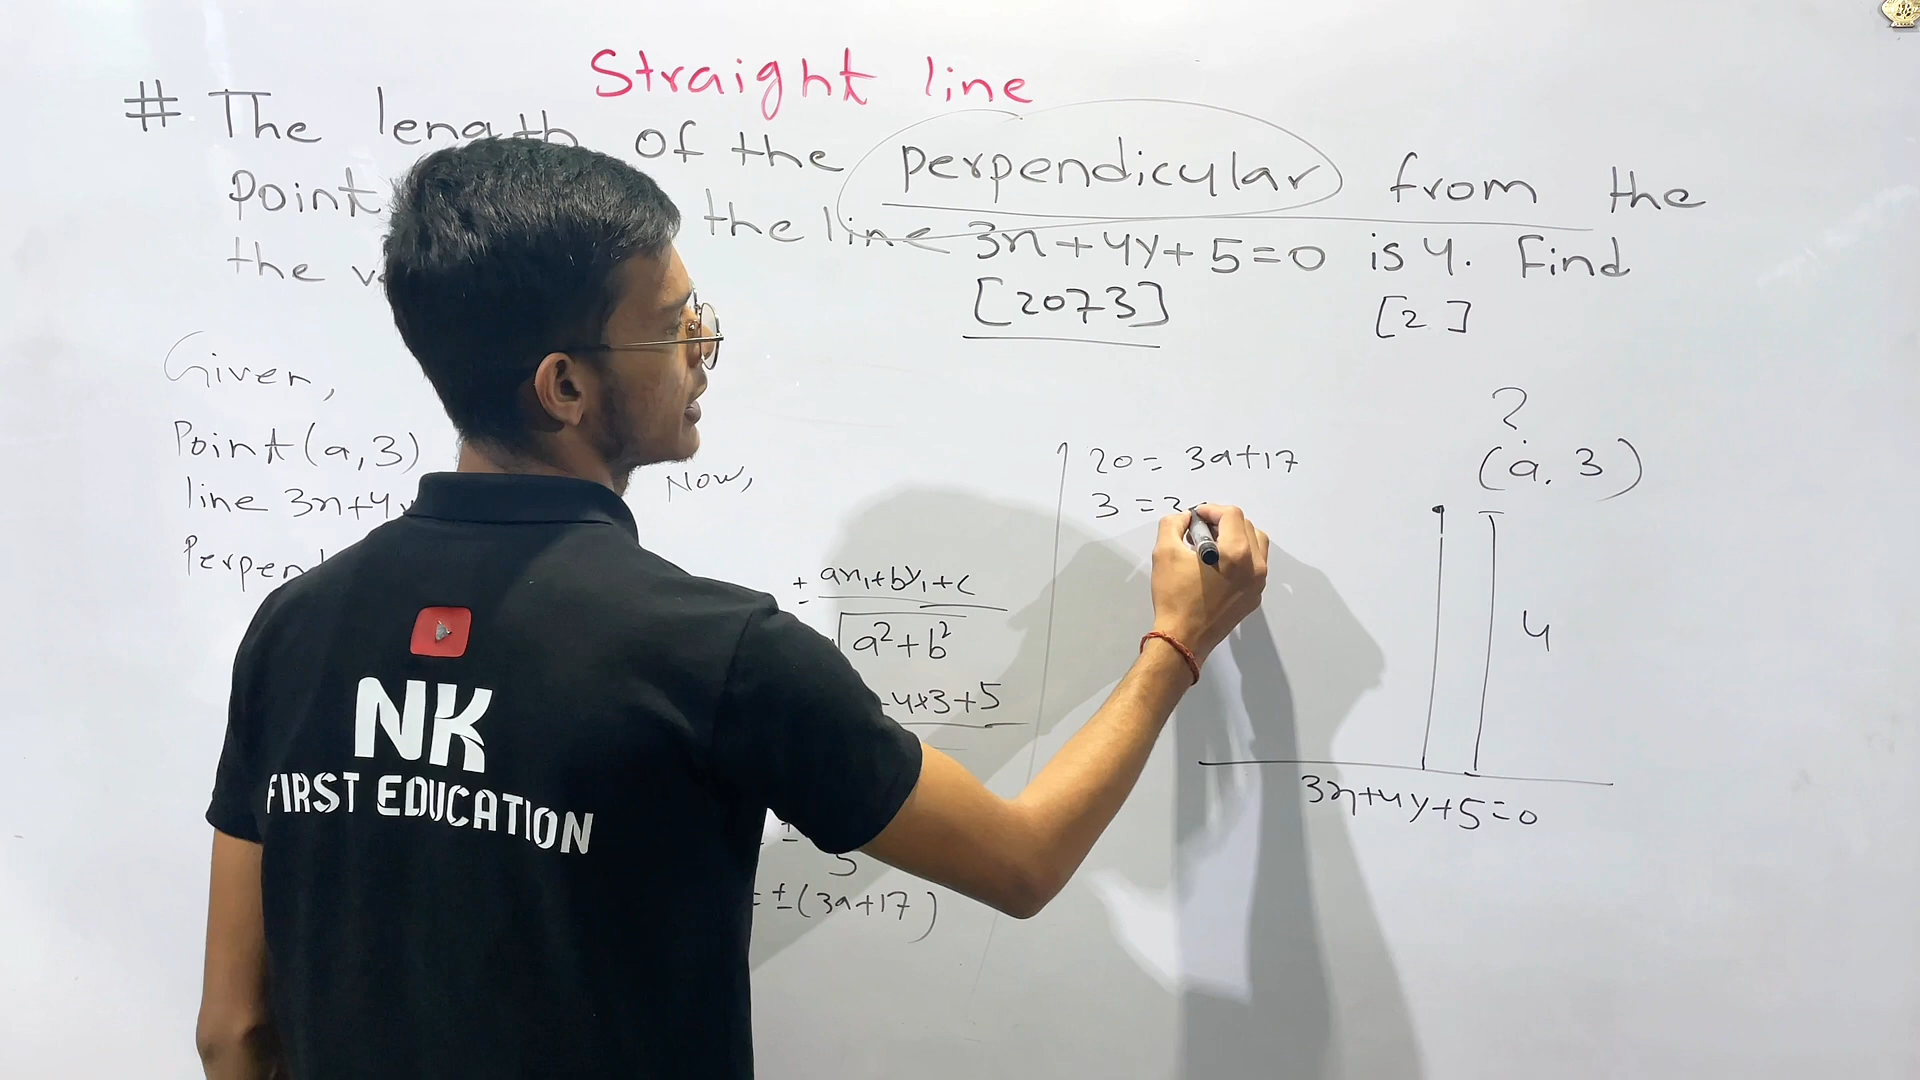 Straight line
# The length of the perpendicular from the
point the line 3x+4y+5=0 is 4. Find
the
[2073] [2]
Given,
Point (a,3)
line 3x+4y
Perpen
Now,
± ax₁+by₁+c
√a²+b²
4×3+5
±
5
= ±(3a+17)
20 = 3a+17
3 = 3
?
(a, 3)
4
3x+4y+5=0
NK
FIRST EDUCATION